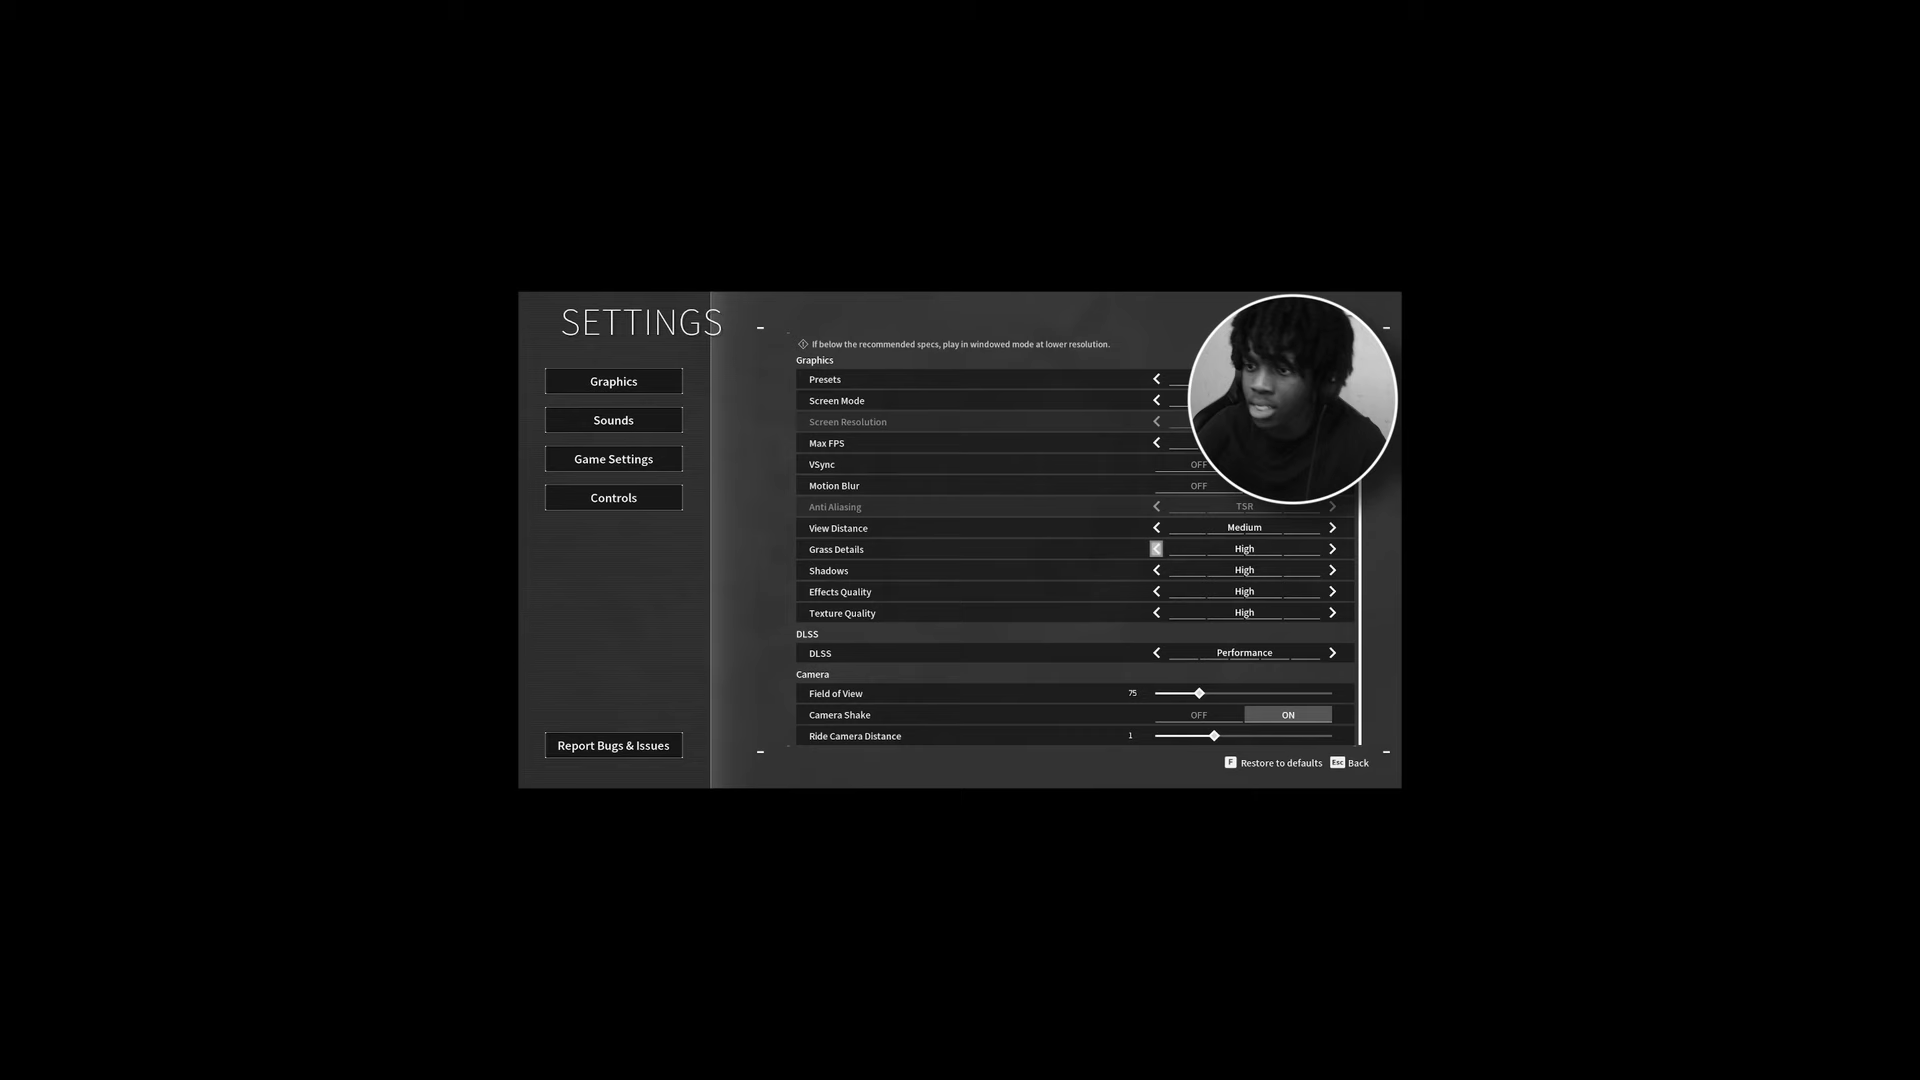 SETTINGS
Graphics
Sounds
Game Settings
Controls
Report Bugs & Issues
If below the recommended specs, play in windowed mode at lower resolution.
Graphics
Presets
Screen Mode
Screen Resolution
Max FPS
VSync OFF
Motion Blur OFF
Anti Aliasing TSR
View Distance Medium
Grass Details High
Shadows High
Effects Quality High
Texture Quality High
DLSS
DLSS Performance
Camera
Field of View 75
Camera Shake OFF ON
Ride Camera Distance 1
F Restore to defaults Esc Back